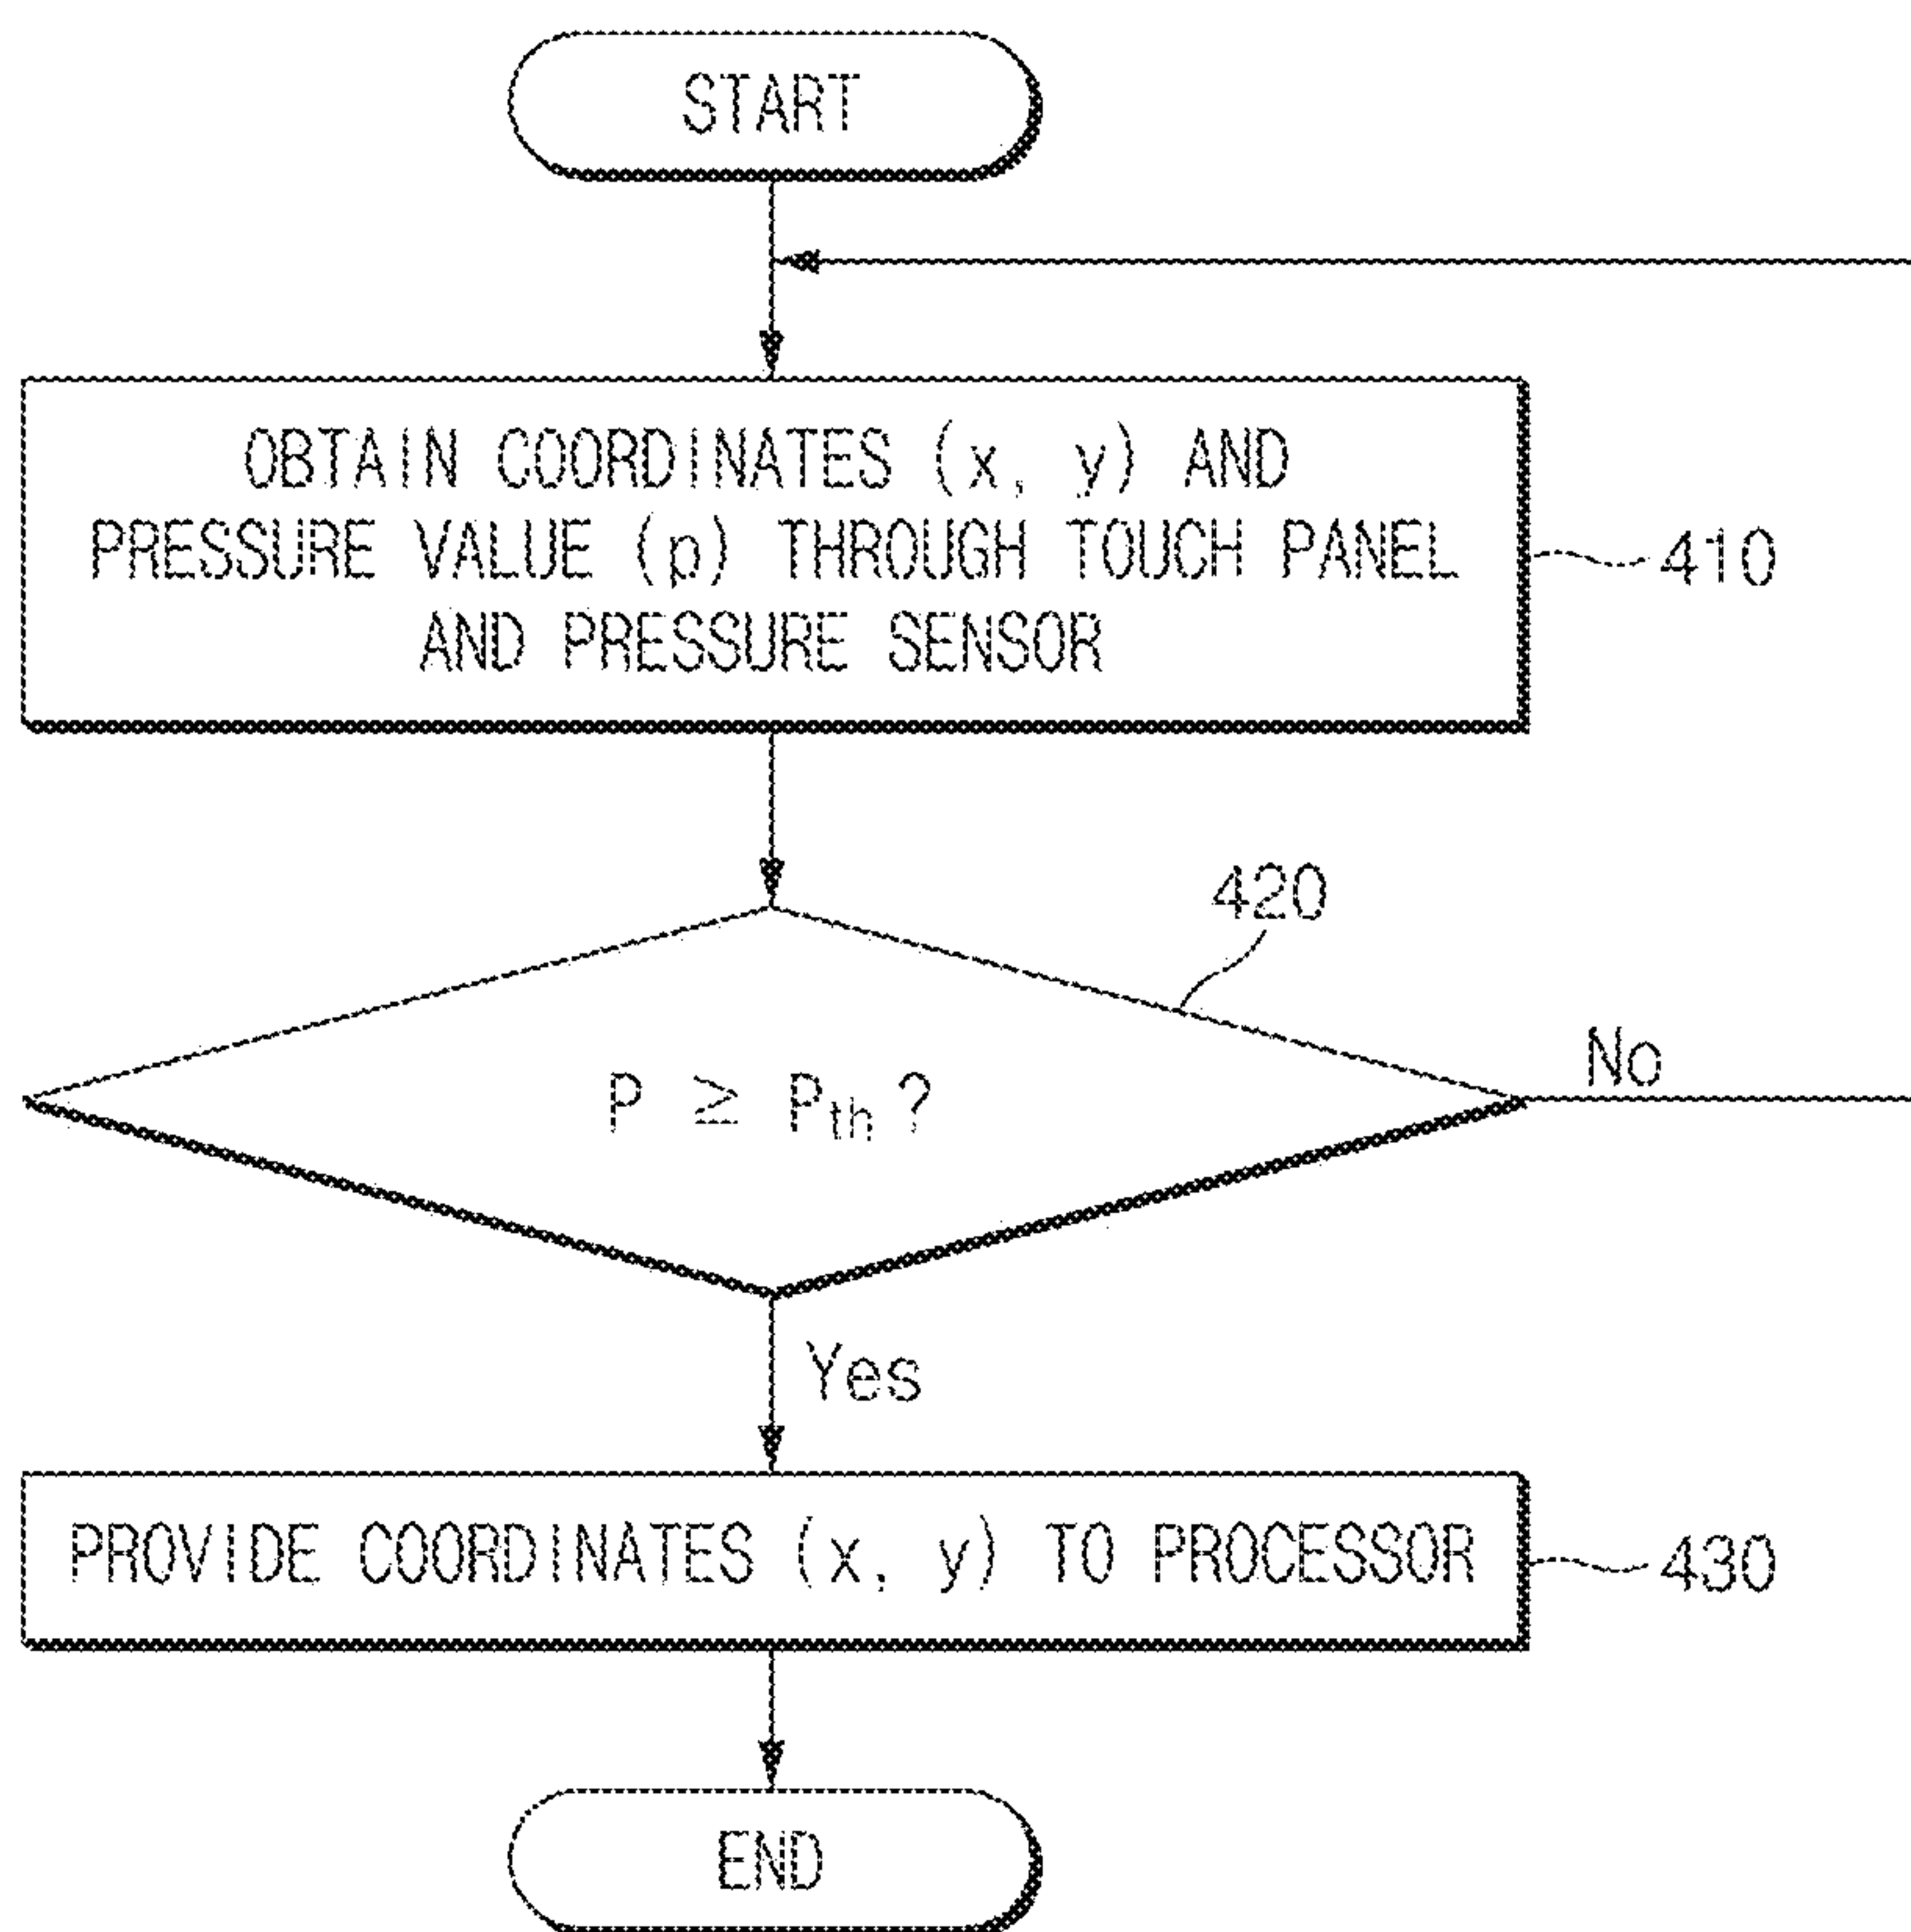 START
OBTAIN COORDINATES (x, y) AND
PRESSURE VALUE (p) THROUGH TOUCH PANEL
AND PRESSURE SENSOR
410
420
P ≥ Pth?
No
Yes
PROVIDE COORDINATES (x, y) TO PROCESSOR
430
END